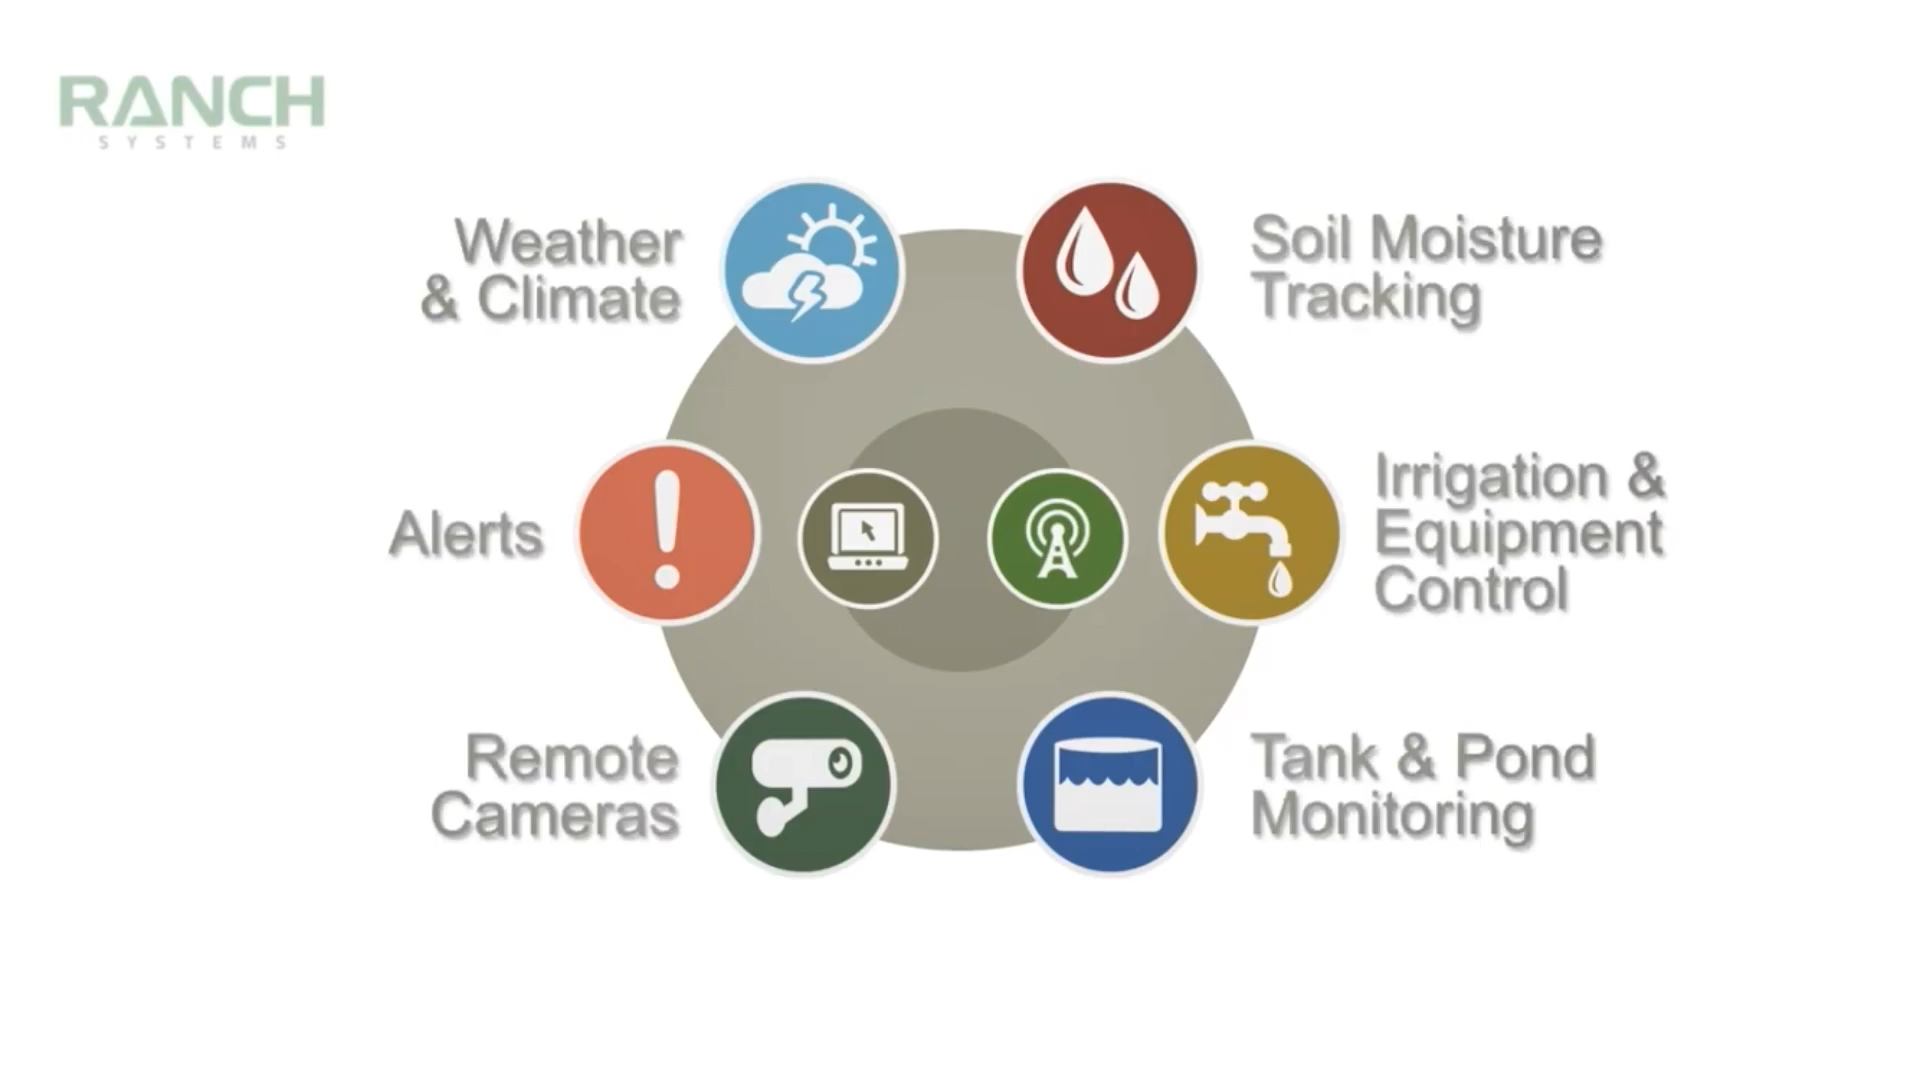 RANCH
SYSTEMS
Weather
& Climate
Soil Moisture
Tracking
Alerts
Irrigation &
Equipment
Control
Remote
Cameras
Tank & Pond
Monitoring